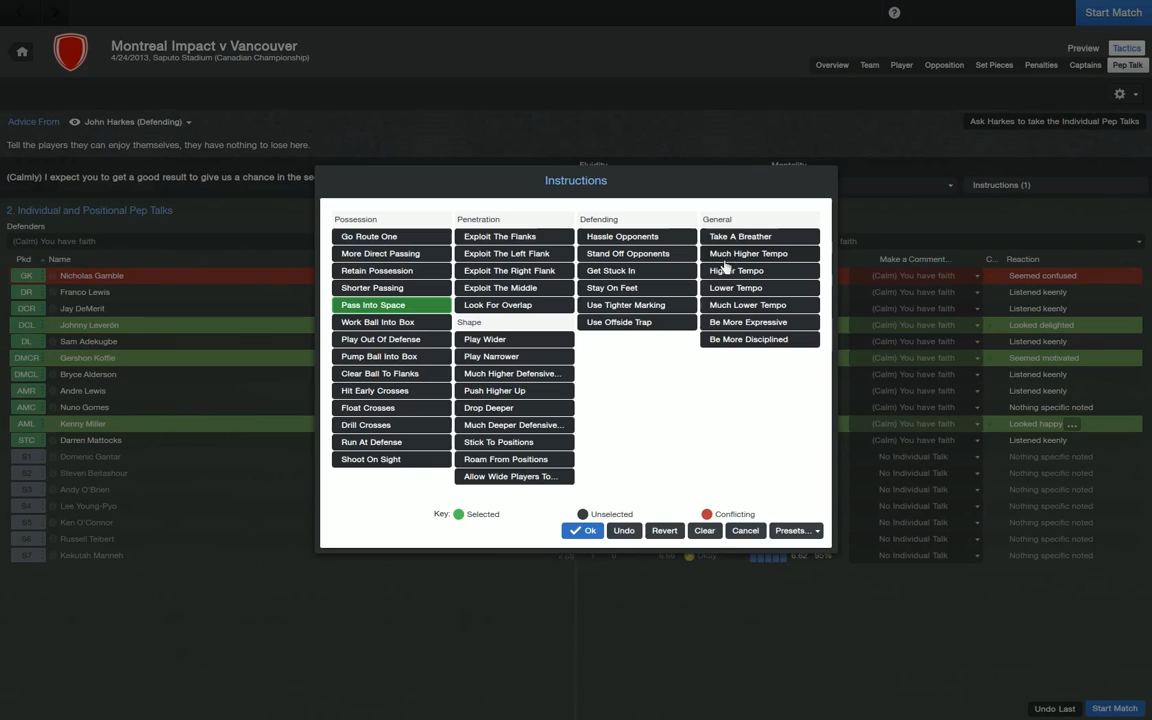 Start Match
Montreal Impact v Vancouver
4/24/2013, Saputo Stadium (Canadian Championship)
Preview
Tactics
Overview
Team
Player
Opposition
Set Pieces
Penalties
Captains
Pep Talk
Advice From
John Harkes (Defending)
Ask Harkes to take the Individual Pep Talks
Tell the players they can enjoy themselves, they have nothing to lose here.
Fluidity
Mentality
(Calmly) I expect you to get a good result to give us a chance in the se
Instructions (1)
2. Individual and Positional Pep Talks
Defenders
(Calm) You have faith
faith
Pkd
Name
Make a Comment...
C...
Reaction
GK Nicholas Gamble (Calm) You have faith Seemed confused
DR Franco Lewis (Calm) You have faith Listened keenly
DCR Jay DeMerit (Calm) You have faith Listened keenly
DCL Johnny Leverón (Calm) You have faith Looked delighted
DL Sam Adekugbe (Calm) You have faith Listened keenly
DMCR Gershon Koffie (Calm) You have faith Seemed motivated
DMCL Bryce Alderson (Calm) You have faith Listened keenly
AMR Andre Lewis (Calm) You have faith Listened keenly
AMC Nuno Gomes (Calm) You have faith Nothing specific noted
AML Kenny Miller (Calm) You have faith Looked happy ...
STC Darren Mattocks (Calm) You have faith Listened keenly
S1 Domenic Gantar No Individual Talk Nothing specific noted
S2 Steven Beitashour No Individual Talk Nothing specific noted
S3 Andy O'Brien No Individual Talk Nothing specific noted
S4 Lee Young-Pyo No Individual Talk Nothing specific noted
S5 Ken O'Connor No Individual Talk Nothing specific noted
S6 Russell Teibert No Individual Talk Nothing specific noted
S7 Kekutah Manneh 6.62 95% No Individual Talk Nothing specific noted
Instructions
Possession
Go Route One
More Direct Passing
Retain Possession
Shorter Passing
Pass Into Space
Work Ball Into Box
Play Out Of Defense
Pump Ball Into Box
Clear Ball To Flanks
Hit Early Crosses
Float Crosses
Drill Crosses
Run At Defense
Shoot On Sight
Penetration
Exploit The Flanks
Exploit The Left Flank
Exploit The Right Flank
Exploit The Middle
Look For Overlap
Shape
Play Wider
Play Narrower
Much Higher Defensive...
Push Higher Up
Drop Deeper
Much Deeper Defensive...
Stick To Positions
Roam From Positions
Allow Wide Players To...
Defending
Hassle Opponents
Stand Off Opponents
Get Stuck In
Stay On Feet
Use Tighter Marking
Use Offside Trap
General
Take A Breather
Much Higher Tempo
Higher Tempo
Lower Tempo
Much Lower Tempo
Be More Expressive
Be More Disciplined
Key: Selected
Unselected
Conflicting
Ok
Undo
Revert
Clear
Cancel
Presets...
Undo Last
Start Match